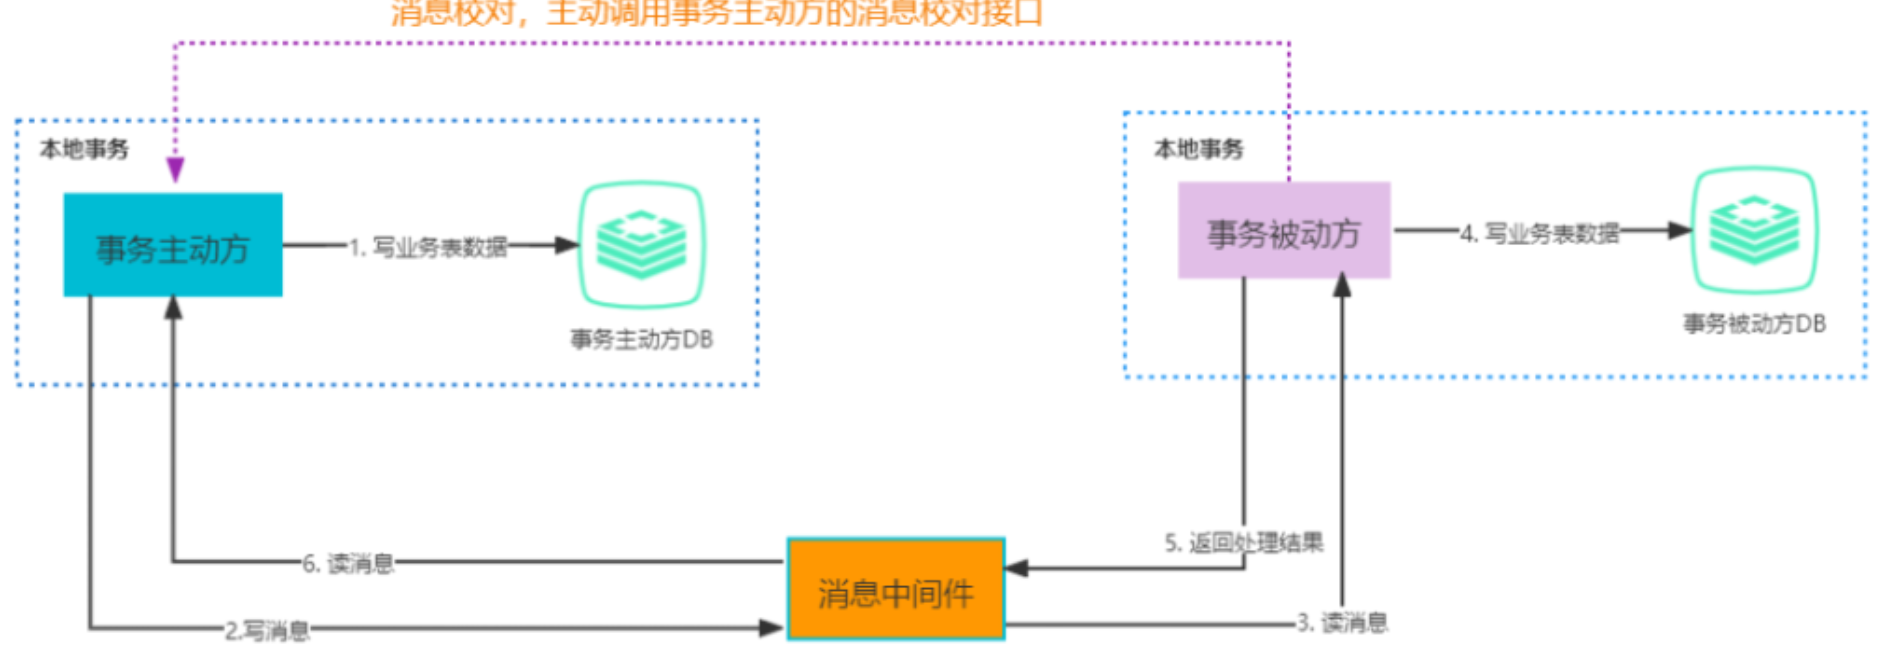 消息校对，主动调用事务主动方的消息校对接口
本地事务
事务主动方
1. 写业务表数据
事务主动方DB
本地事务
事务被动方
4. 写业务表数据
事务被动方DB
5. 返回处理结果
6. 读消息
消息中间件
2.写消息
3. 读消息